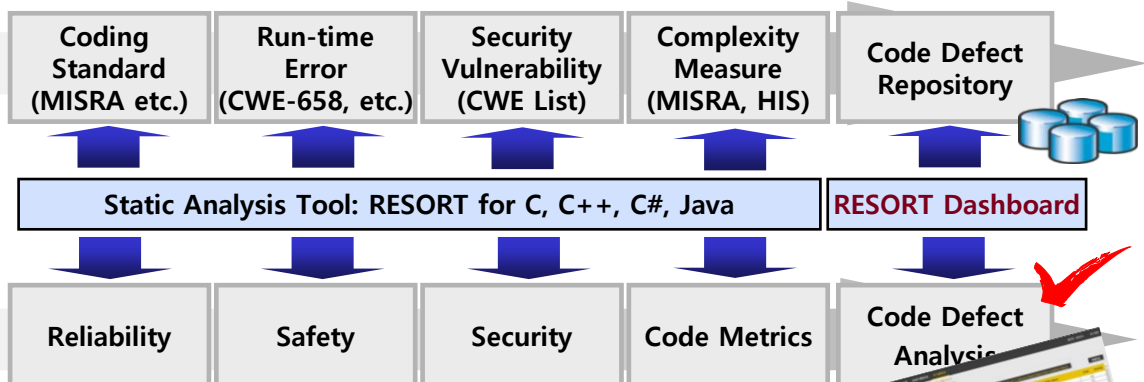 Coding
Standard
(MISRA etc.)
Run-time
Error
(CWE-658, etc.)
Security
Vulnerability
(CWE List)
Complexity
Measure
(MISRA, HIS)
Code Defect
Repository
Static Analysis Tool: RESORT for C, C++, C#, Java
RESORT Dashboard
Reliability
Safety
Security
Code Metrics
Code Defect
Analysis